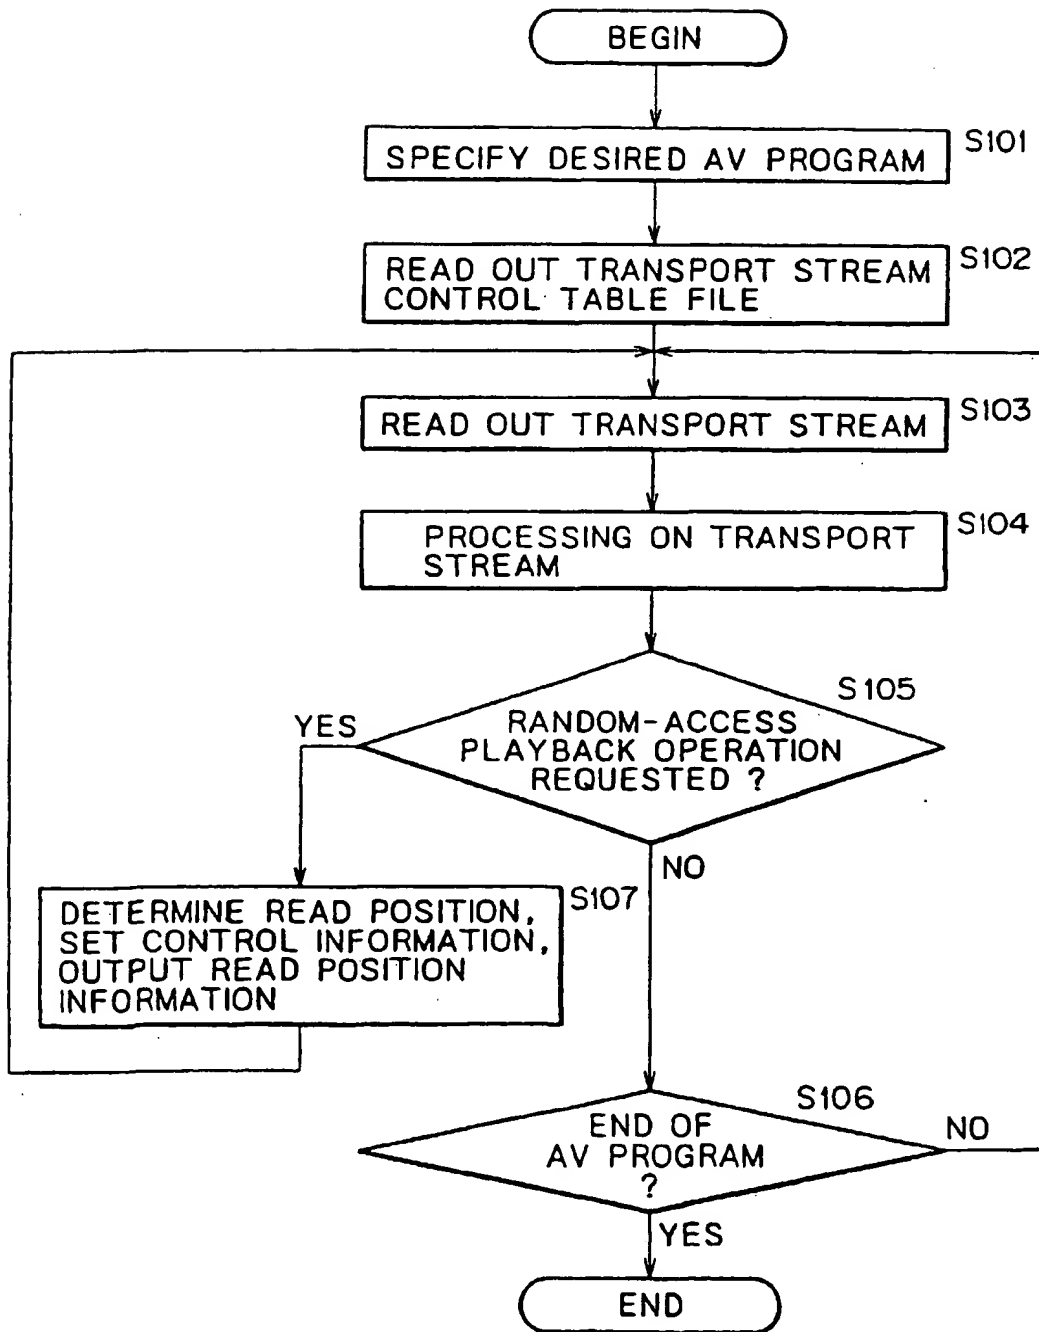 BEGIN
SPECIFY DESIRED AV PROGRAM
S101
READ OUT TRANSPORT STREAM
CONTROL TABLE FILE
S102
READ OUT TRANSPORT STREAM
S103
PROCESSING ON TRANSPORT
STREAM
S104
S105
RANDOM-ACCESS
PLAYBACK OPERATION
REQUESTED ?
YES
NO
S107
DETERMINE READ POSITION,
SET CONTROL INFORMATION,
OUTPUT READ POSITION
INFORMATION
S106
END OF
AV PROGRAM
?
NO
YES
END